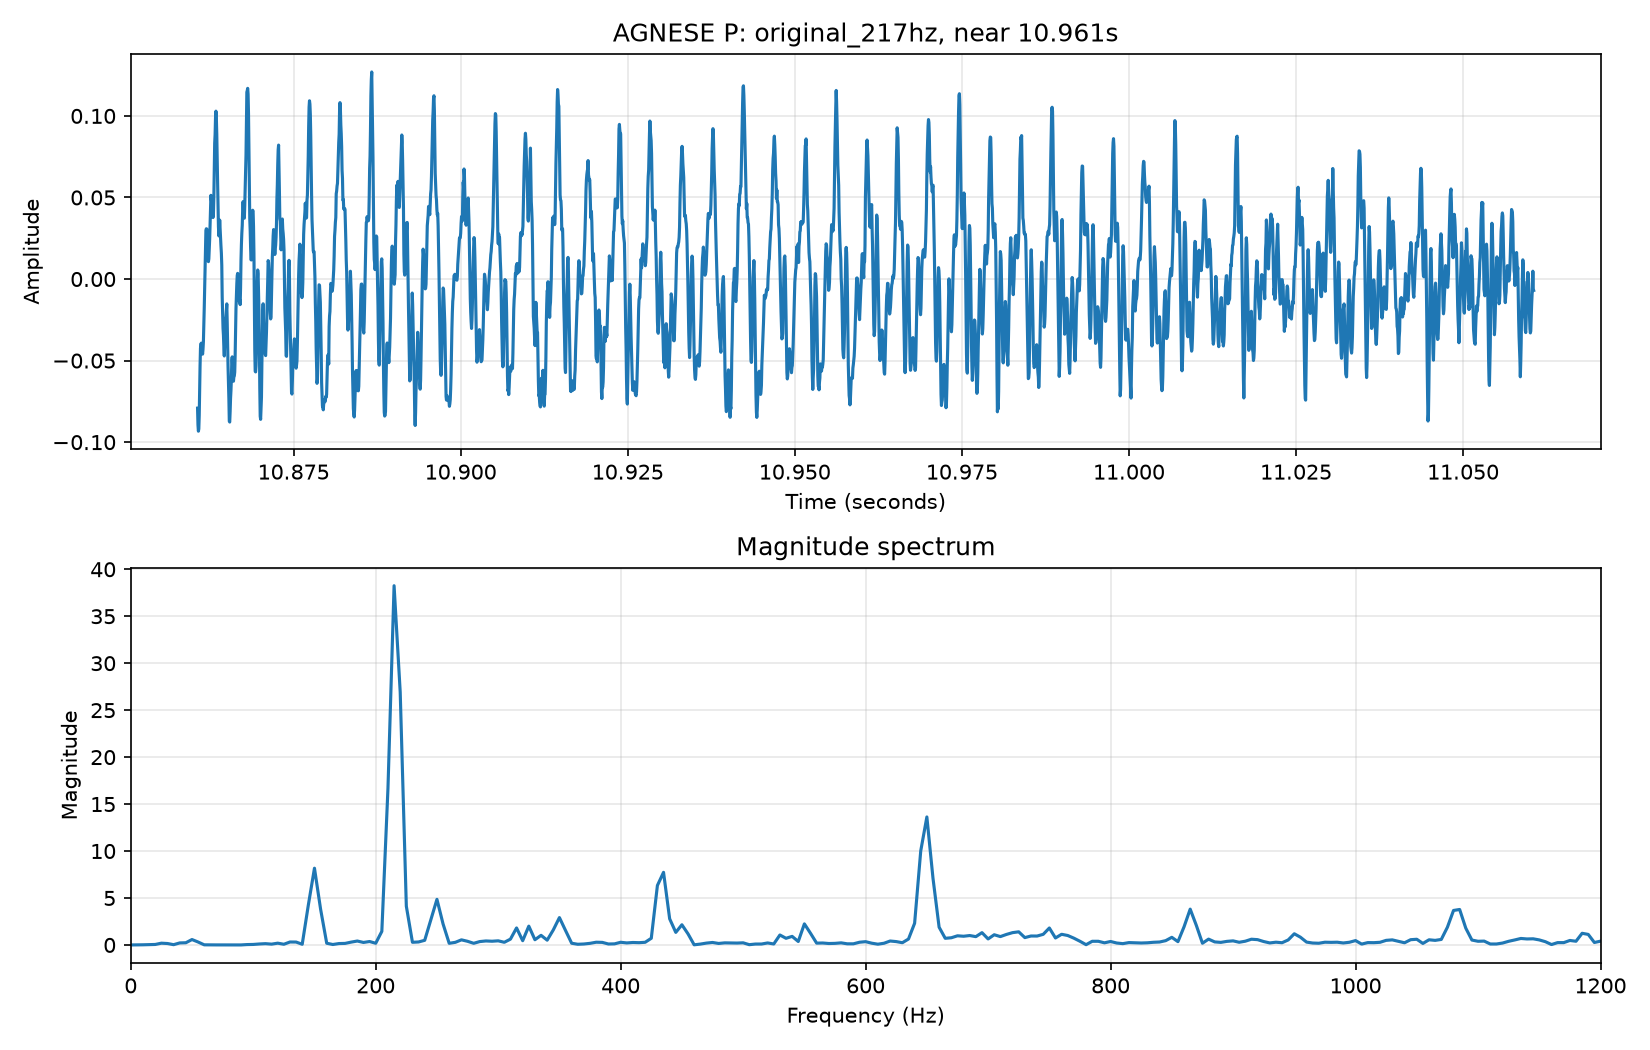 AGNESE P: original_217hz, near 10.961s
0.10
0.05
0.00
−0.05
−0.10
Amplitude
10.875 10.900 10.925 10.950 10.975 11.000 11.025 11.050
Time (seconds)
Magnitude spectrum
40
35
30
25
20
15
10
5
0
Magnitude
0 200 400 600 800 1000 1200
Frequency (Hz)